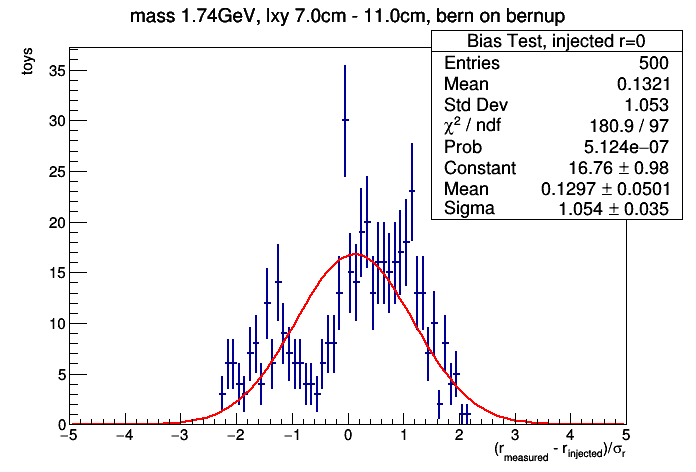 mass 1.74GeV, lxy 7.0cm - 11.0cm, bern on bernup
Bias Test, injected r=0
Entries 500
Mean 0.1321
Std Dev 1.053
χ² / ndf 180.9 / 97
Prob 5.124e−07
Constant 16.76 ± 0.98
Mean 0.1297 ± 0.0501
Sigma 1.054 ± 0.035
toys
35
30
25
20
15
10
5
0
−5 −4 −3 −2 −1 0 1 2 3 4 5
(r_measured - r_injected)/σ_r